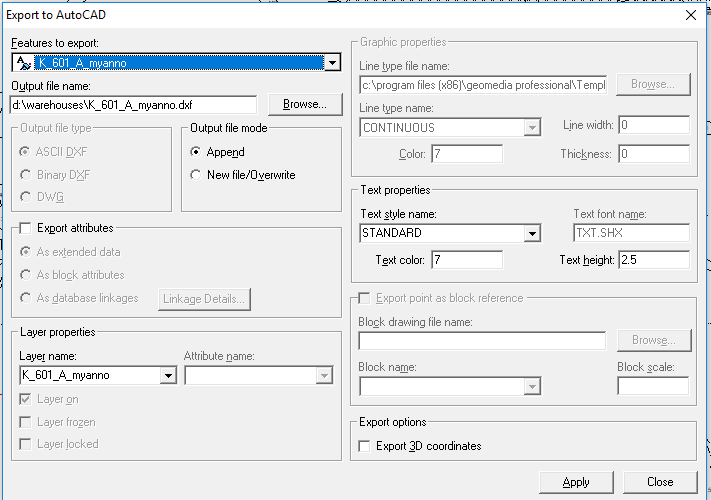 Export to AutoCAD
Features to export:
K_601_A_myanno
Output file name:
d:\warehouses\K_601_A_myanno.dxf
Browse...
Output file type
ASCII DXF
Binary DXF
DWG
Output file mode
Append
New file/Overwrite
Export attributes
As extended data
As block attributes
As database linkages
Linkage Details...
Layer properties
Layer name:
Attribute name:
K_601_A_myanno
Layer on
Layer frozen
Layer locked
Graphic properties
Line type file name:
c:\program files (x86)\geomedia professional\Templ
Browse...
Line type name:
CONTINUOUS
Line width: 0
Color: 7
Thickness: 0
Text properties
Text style name:
Text font name:
STANDARD
TXT.SHX
Text color: 7
Text height: 2.5
Export point as block reference
Block drawing file name:
Browse...
Block name:
Block scale:
Export options
Export 3D coordinates
Apply
Close